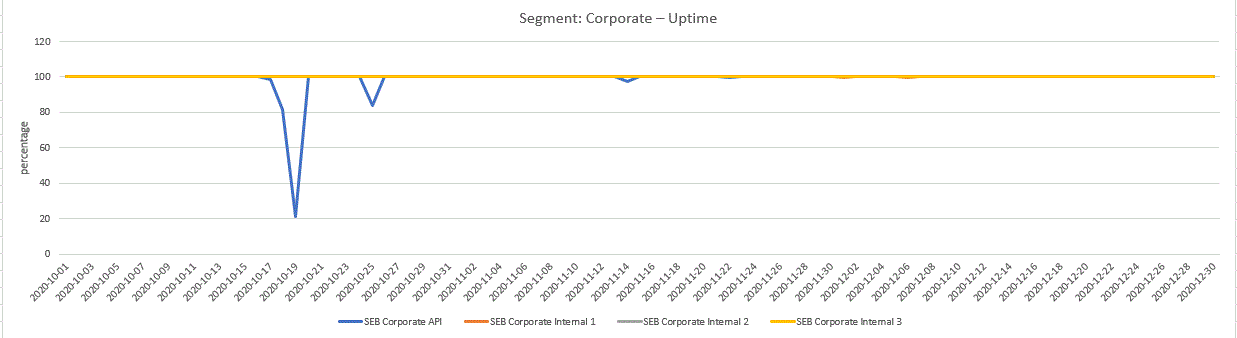 Segment: Corporate – Uptime
120
100
80
60
40
20
0
percentage
2020-10-01 2020-10-03 2020-10-05 2020-10-07 2020-10-09 2020-10-11 2020-10-13 2020-10-15 2020-10-17 2020-10-19 2020-10-21 2020-10-23 2020-10-25 2020-10-27 2020-10-29 2020-10-31 2020-11-02 2020-11-04 2020-11-06 2020-11-08 2020-11-10 2020-11-12 2020-11-14 2020-11-16 2020-11-18 2020-11-20 2020-11-22 2020-11-24 2020-11-26 2020-11-28 2020-11-30 2020-12-02 2020-12-04 2020-12-06 2020-12-08 2020-12-10 2020-12-12 2020-12-14 2020-12-16 2020-12-18 2020-12-20 2020-12-22 2020-12-24 2020-12-26 2020-12-28 2020-12-30
SEB Corporate API SEB Corporate Internal 1 SEB Corporate Internal 2 SEB Corporate Internal 3